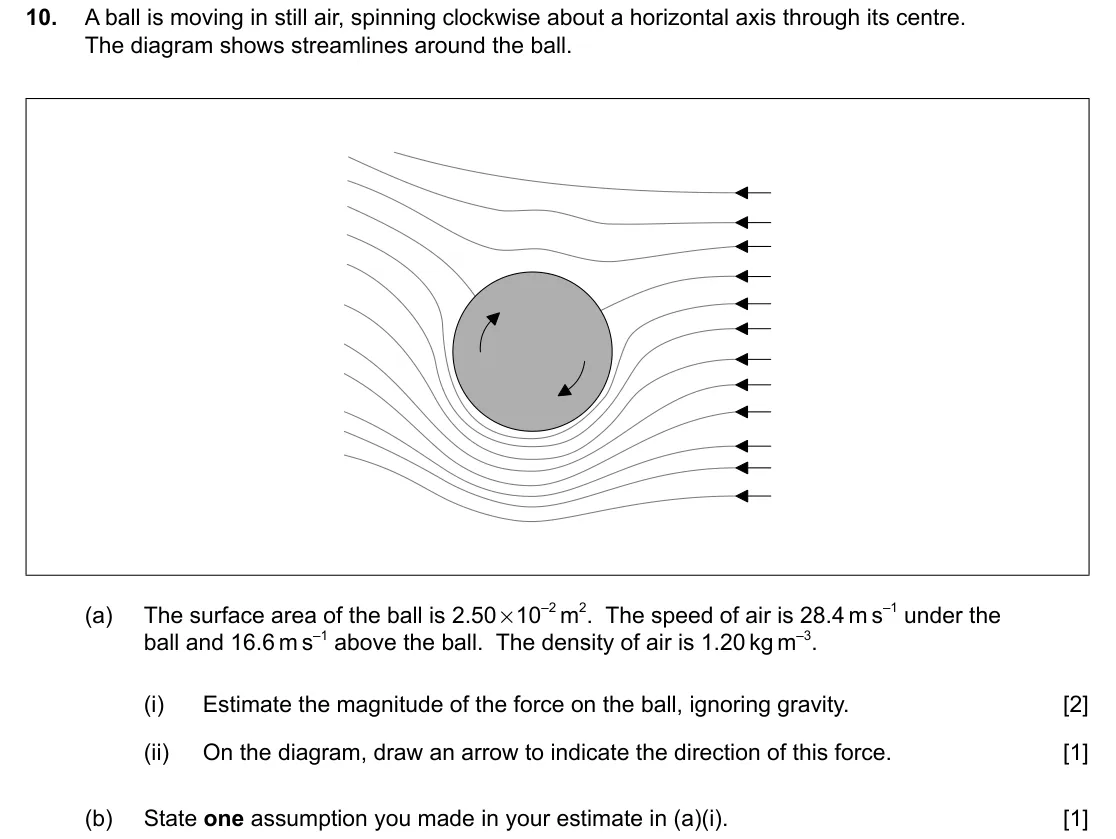 10. A ball is moving in still air, spinning clockwise about a horizontal axis through its centre.
The diagram shows streamlines around the ball.
(a) The surface area of the ball is 2.50 × 10⁻² m². The speed of air is 28.4 m s⁻¹ under the
ball and 16.6 m s⁻¹ above the ball. The density of air is 1.20 kg m⁻³.
(i) Estimate the magnitude of the force on the ball, ignoring gravity. [2]
(ii) On the diagram, draw an arrow to indicate the direction of this force. [1]
(b) State one assumption you made in your estimate in (a)(i). [1]